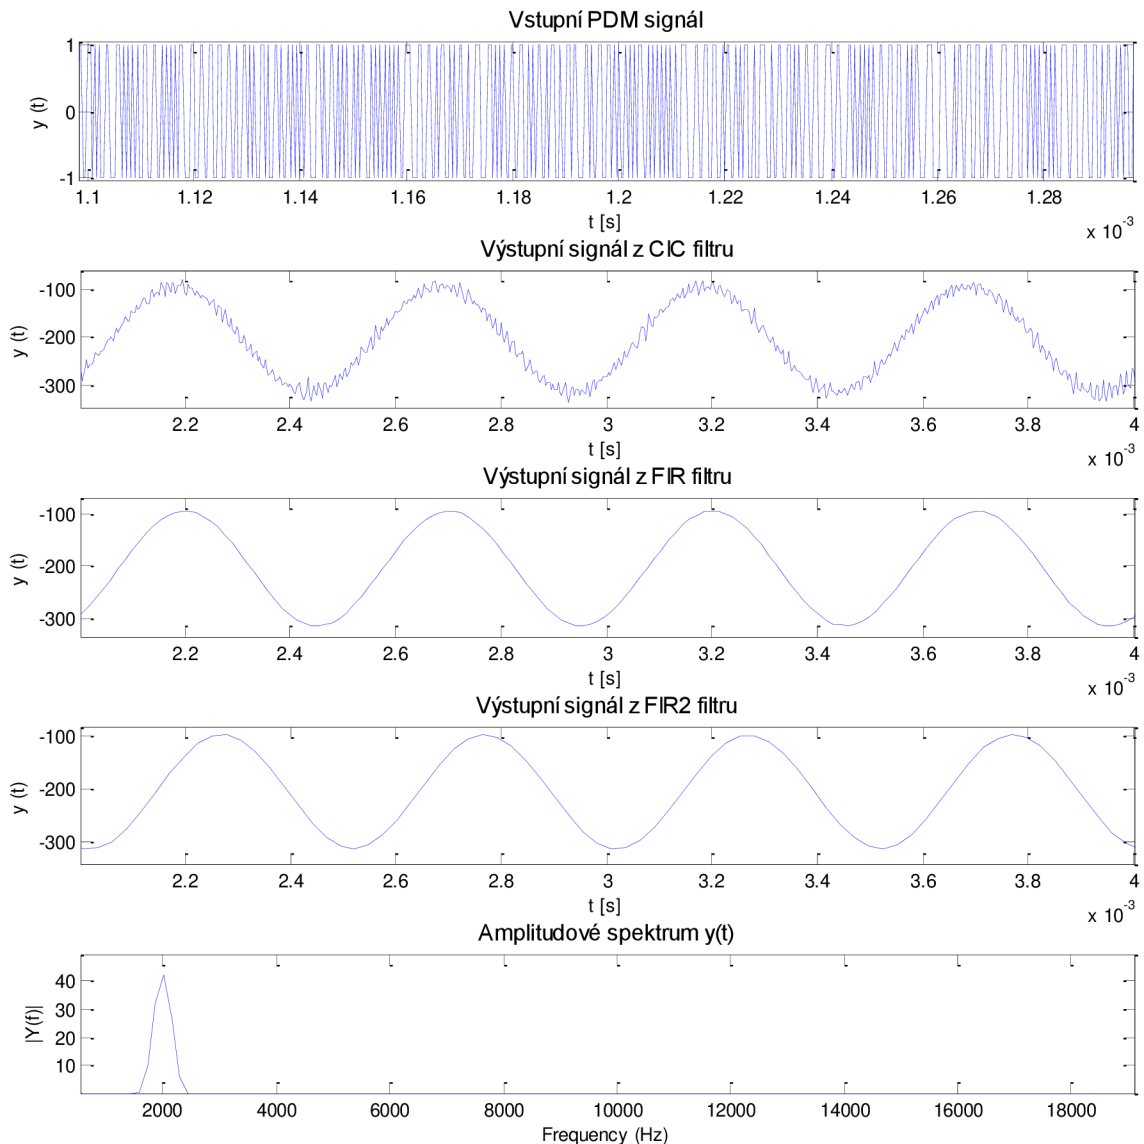 Vstupní PDM signál
y (t)
1
0
-1
1.1 1.12 1.14 1.16 1.18 1.2 1.22 1.24 1.26 1.28
t [s]
x 10⁻³
Výstupní signál z CIC filtru
y (t)
-100
-200
-300
2.2 2.4 2.6 2.8 3 3.2 3.4 3.6 3.8 4
t [s]
x 10⁻³
Výstupní signál z FIR filtru
y (t)
-100
-200
-300
2.2 2.4 2.6 2.8 3 3.2 3.4 3.6 3.8 4
t [s]
x 10⁻³
Výstupní signál z FIR2 filtru
y (t)
-100
-200
-300
2.2 2.4 2.6 2.8 3 3.2 3.4 3.6 3.8 4
t [s]
x 10⁻³
Amplitudové spektrum y(t)
|Y(f)|
40
30
20
10
2000 4000 6000 8000 10000 12000 14000 16000 18000
Frequency (Hz)